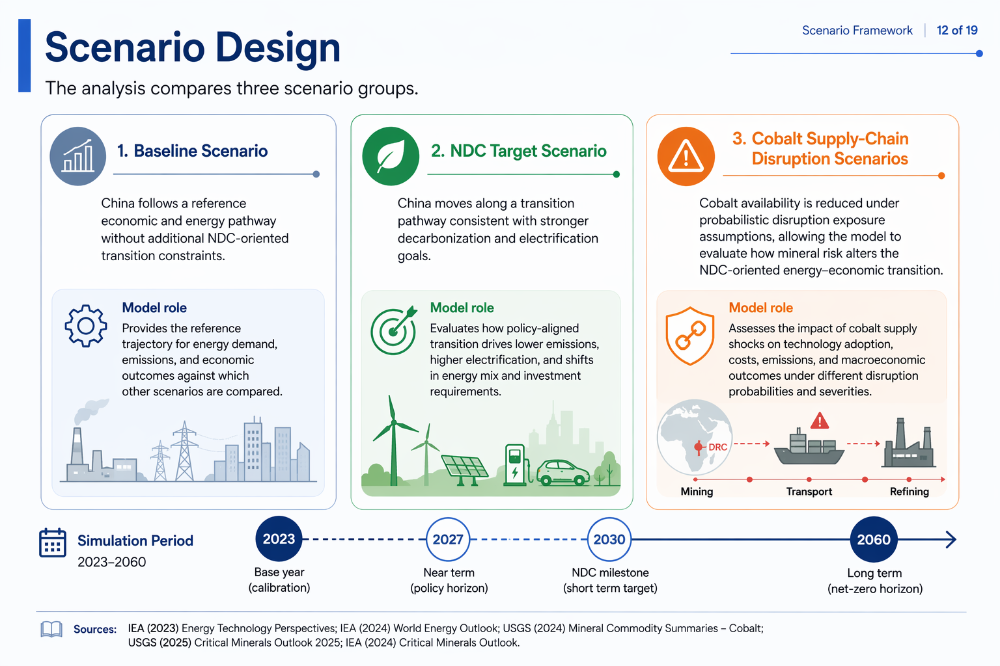 Scenario Design
The analysis compares three scenario groups.
Scenario Framework | 12 of 19
1. Baseline Scenario
China follows a reference
economic and energy pathway
without additional NDC-oriented
transition constraints.
Model role
Provides the reference
trajectory for energy demand,
emissions, and economic
outcomes against which
other scenarios are compared.
2. NDC Target Scenario
China moves along a transition
pathway consistent with stronger
decarbonization and electrification
goals.
Model role
Evaluates how policy-aligned
transition drives lower emissions,
higher electrification, and shifts
in energy mix and investment
requirements.
3. Cobalt Supply-Chain
Disruption Scenarios
Cobalt availability is reduced under
probabilistic disruption exposure
assumptions, allowing the model to
evaluate how mineral risk alters the
NDC-oriented energy–economic transition.
Model role
Assesses the impact of cobalt supply
shocks on technology adoption,
costs, emissions, and macroeconomic
outcomes under different disruption
probabilities and severities.
DRC
Mining
Transport
Refining
Simulation Period
2023–2060
2023
Base year
(calibration)
2027
Near term
(policy horizon)
2030
NDC milestone
(short term target)
2060
Long term
(net-zero horizon)
Sources: IEA (2023) Energy Technology Perspectives; IEA (2024) World Energy Outlook; USGS (2024) Mineral Commodity Summaries – Cobalt;
USGS (2025) Critical Minerals Outlook 2025; IEA (2024) Critical Minerals Outlook.